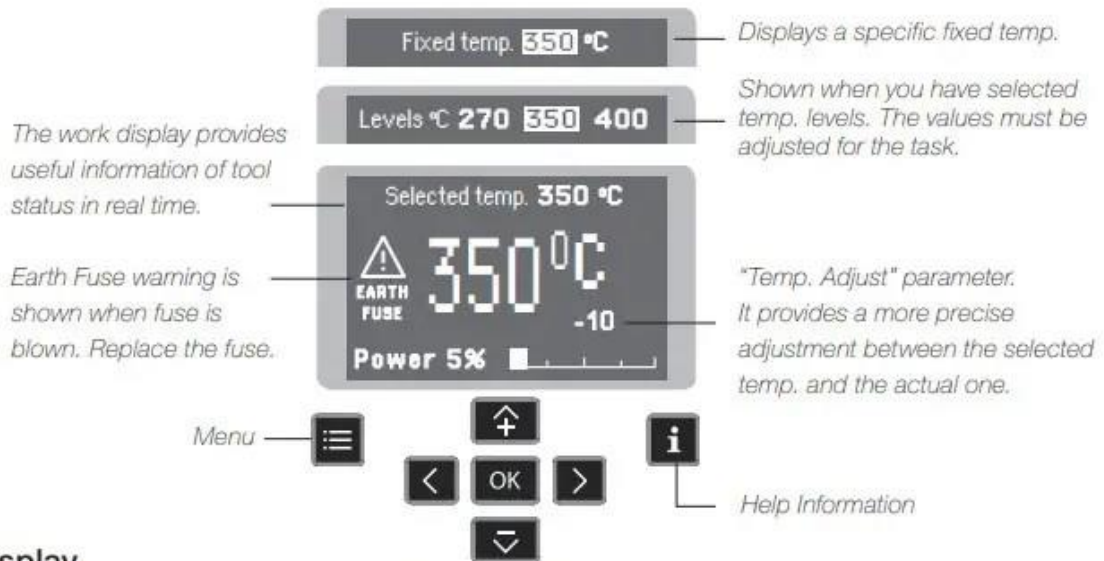 Fixed temp. 350 ºC
Displays a specific fixed temp.
Levels ºC 270 350 400
Shown when you have selected
temp. levels. The values must be
adjusted for the task.
The work display provides
useful information of tool
status in real time.
Selected temp. 350 ºC
350ºC
EARTH
FUSE
-10
Power 5%
Earth Fuse warning is
shown when fuse is
blown. Replace the fuse.
"Temp. Adjust" parameter.
It provides a more precise
adjustment between the selected
temp. and the actual one.
Menu
OK
i
Help Information